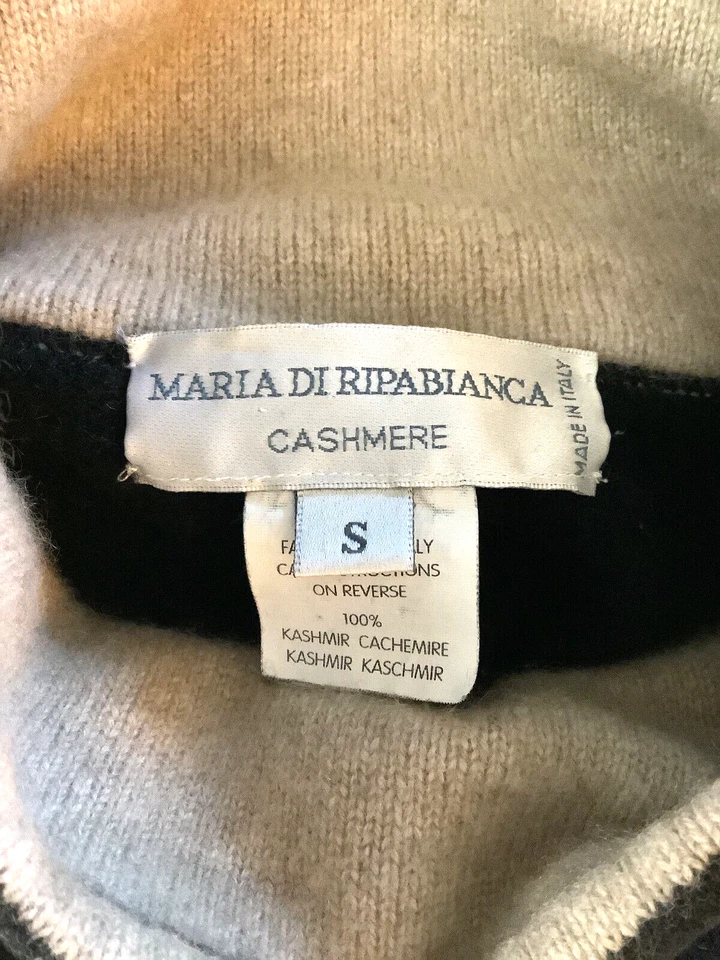 MARIA DI RIPABIANCA
CASHMERE
MADE IN ITALY
S
ON REVERSE
100%
KASHMIR CACHEMIRE
KASHMIR KASCHMIR